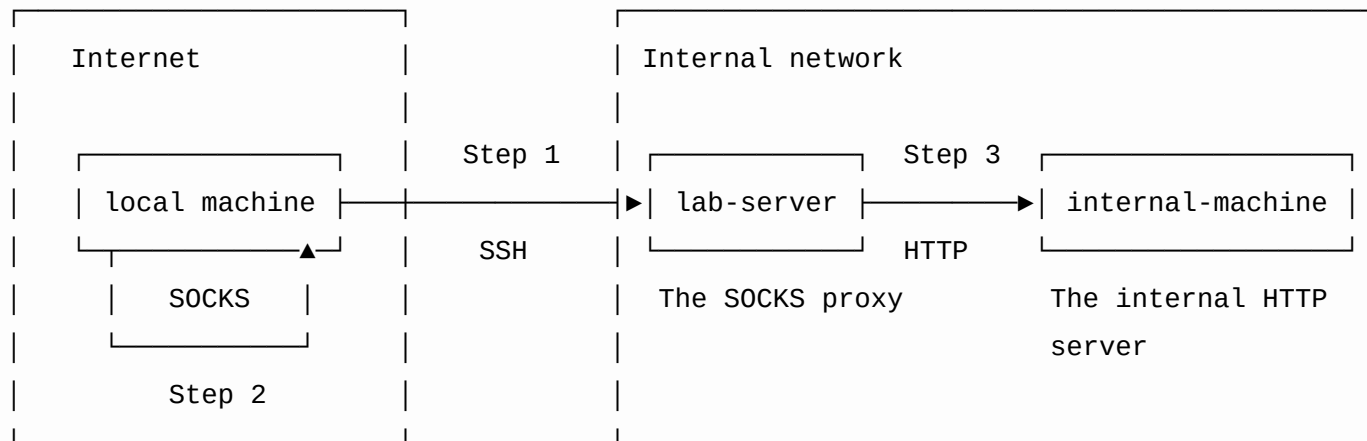 Internet
Internal network
Step 1
Step 3
local machine
lab-server
internal-machine
SSH
HTTP
SOCKS
The SOCKS proxy
The internal HTTP
server
Step 2